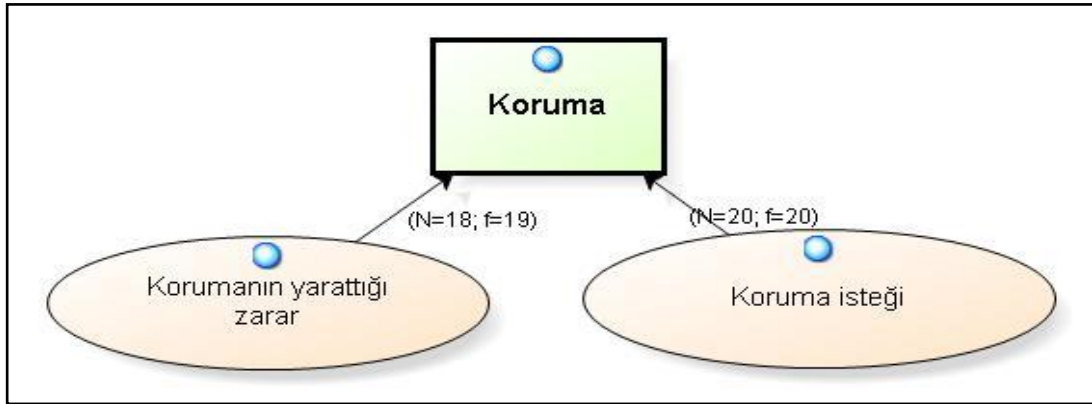 Koruma
(N=18; f=19)
(N=20; f=20)
Korumanın yarattığı
zarar
Koruma isteği